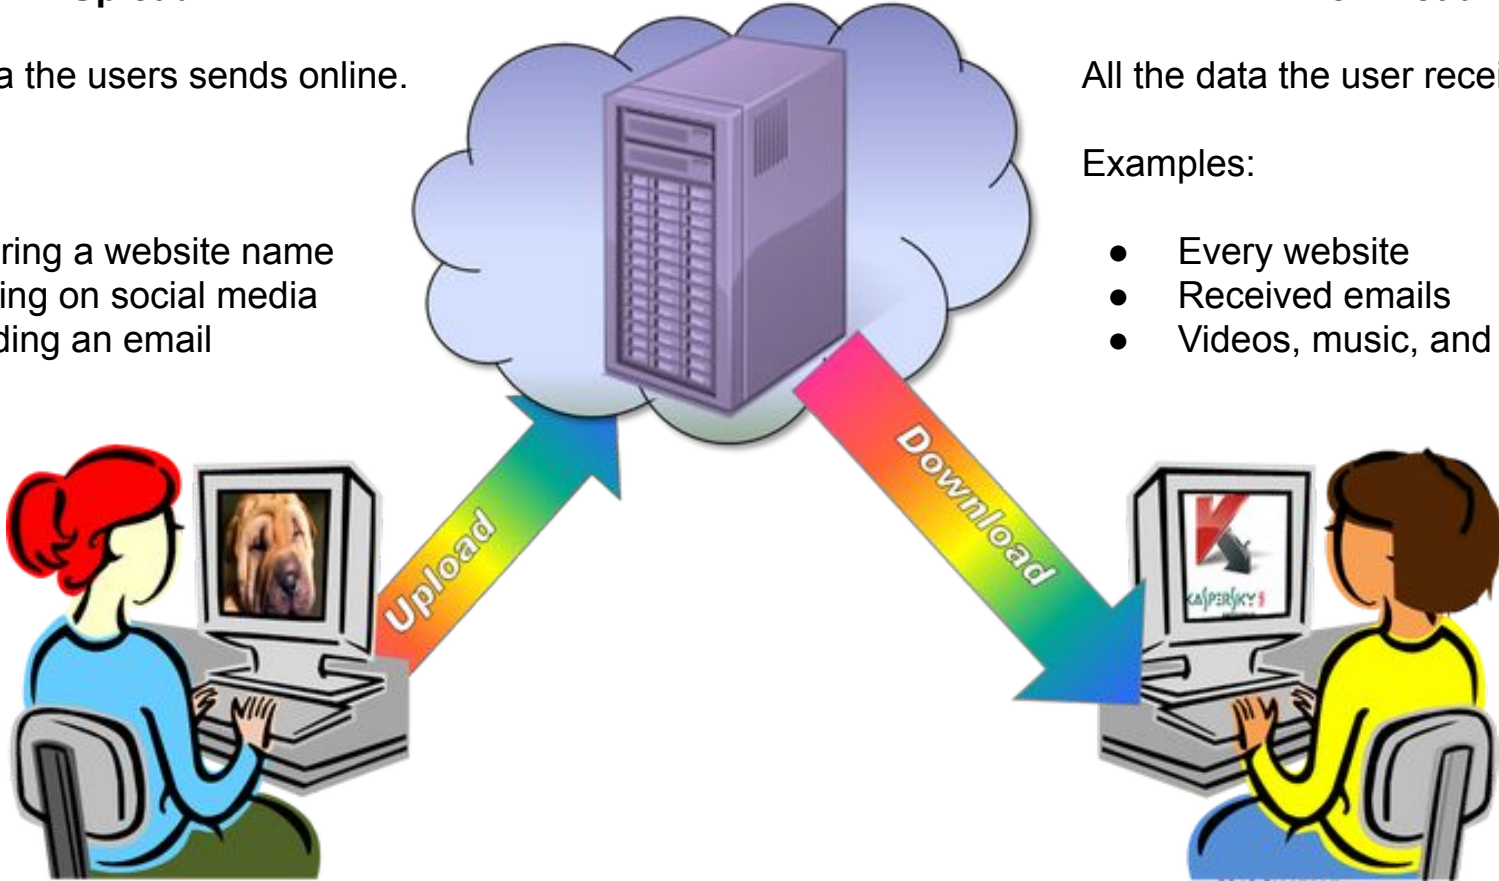 a the users sends online.
ring a website name
ing on social media
ding an email
All the data the user recei
Examples:
● Every website
● Received emails
● Videos, music, and
Upload
Download
KASPERSKY